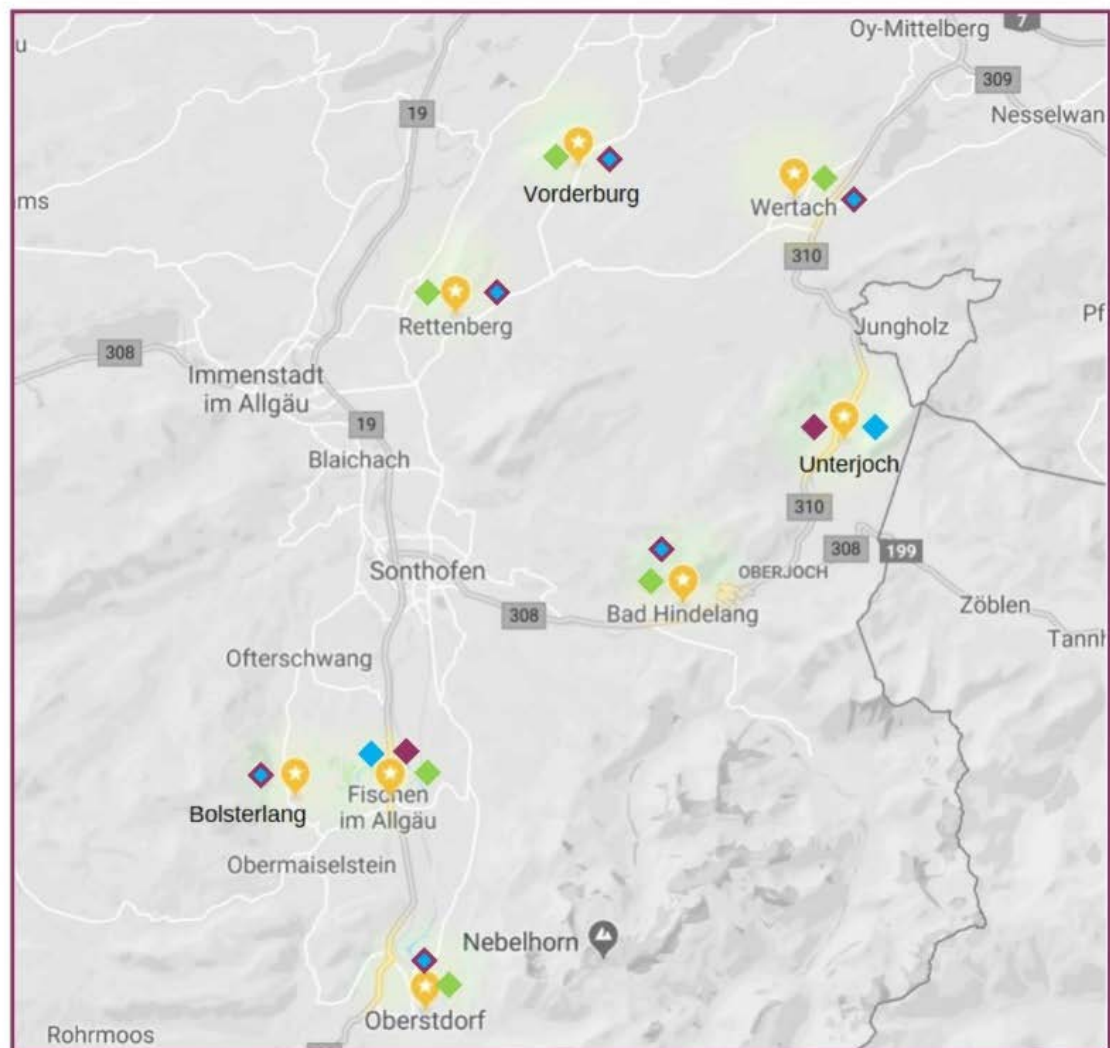 7
Oy-Mittelberg
309
19
Nesselwan
Vorderburg
ms
Wertach
310
Rettenberg
Jungholz
Pf
308
Immenstadt
im Allgäu
19
Blaichach
Unterjoch
310
308
199
Sonthofen
OBERJOCH
308
Bad Hindelang
Zöblen
Tannh
Ofterschwang
Bolsterlang
Fischen
im Allgäu
Obermaiselstein
Nebelhorn
Oberstdorf
Rohrmoos